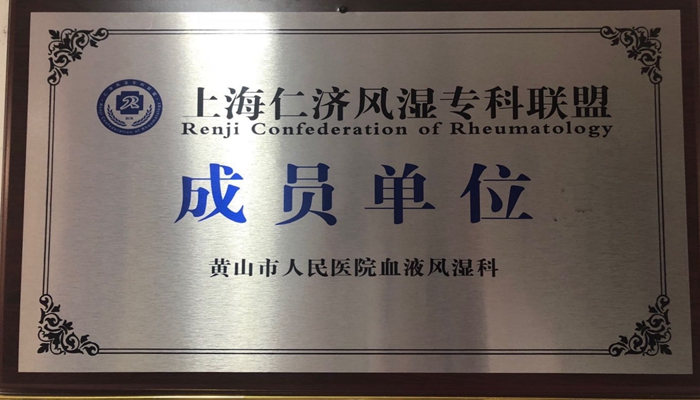 上海仁济风湿专科联盟
Renji Confederation of Rheumatology
成员单位
黄山市人民医院血液风湿科